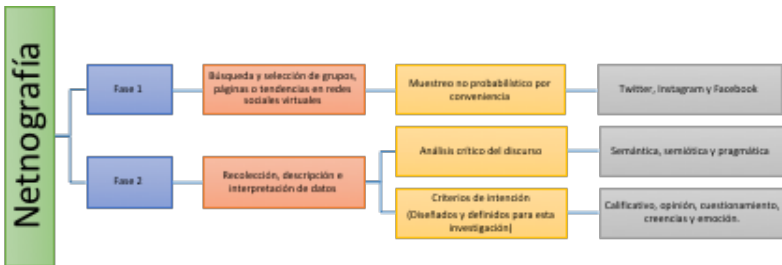 Netnografía
Fase 1
Búsqueda y selección de grupos,
páginas o tendencias en redes
sociales virtuales
Muestreo no probabilístico por
conveniencia
Twitter, Instagram y Facebook
Fase 2
Recolección, descripción e
interpretación de datos
Análisis crítico del discurso
Semántica, semiótica y pragmática
Criterios de intención
(Diseñados y definidos para esta
investigación)
Calificativo, opinión, cuestionamiento,
creencias y emoción.